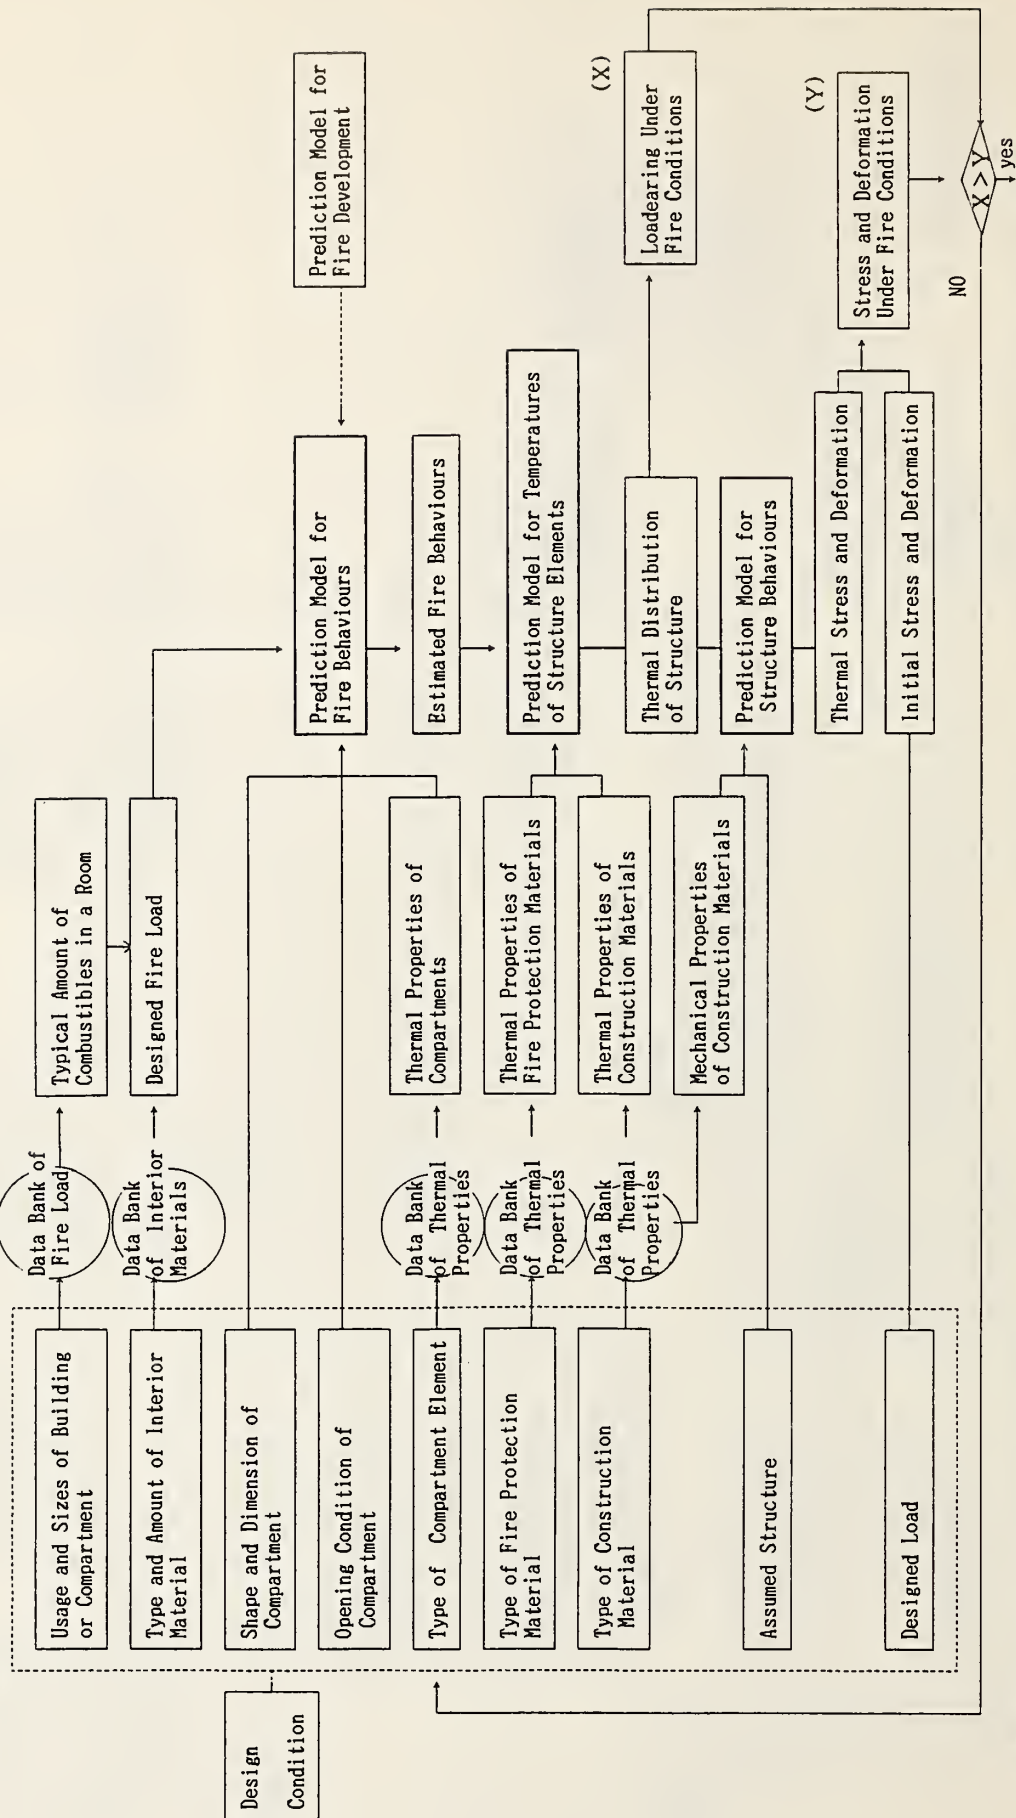 Design
Condition
Usage and Sizes of Building
or Compartment
Type and Amount of Interior
Material
Shape and Dimension of
Compartment
Opening Condition of
Compartment
Type of Compartment Element
Type of Fire Protection
Material
Type of Construction
Material
Assumed Structure
Designed Load
Data Bank of
Fire Load
Data Bank
of Interior
Materials
Data Bank
of Thermal
Properties
Data Bank
of Thermal
Properties
Data Bank
of Thermal
Properties
Typical Amount of
Combustibles in a Room
Designed Fire Load
Thermal Properties of
Compartments
Thermal Properties of
Fire Protection Materials
Thermal Properties of
Construction Materials
Mechanical Properties
of Construction Materials
Prediction Model for
Fire Behaviours
Estimated Fire Behaviours
Prediction Model for Temperatures
of Structure Elements
Thermal Distribution
of Structure
Prediction Model for
Structure Behaviours
Thermal Stress and Deformation
Initial Stress and Deformation
Prediction Model for
Fire Development
(X)
Loadearing Under
Fire Conditions
(Y)
Stress and Deformation
Under Fire Conditions
X > Y
NO
yes